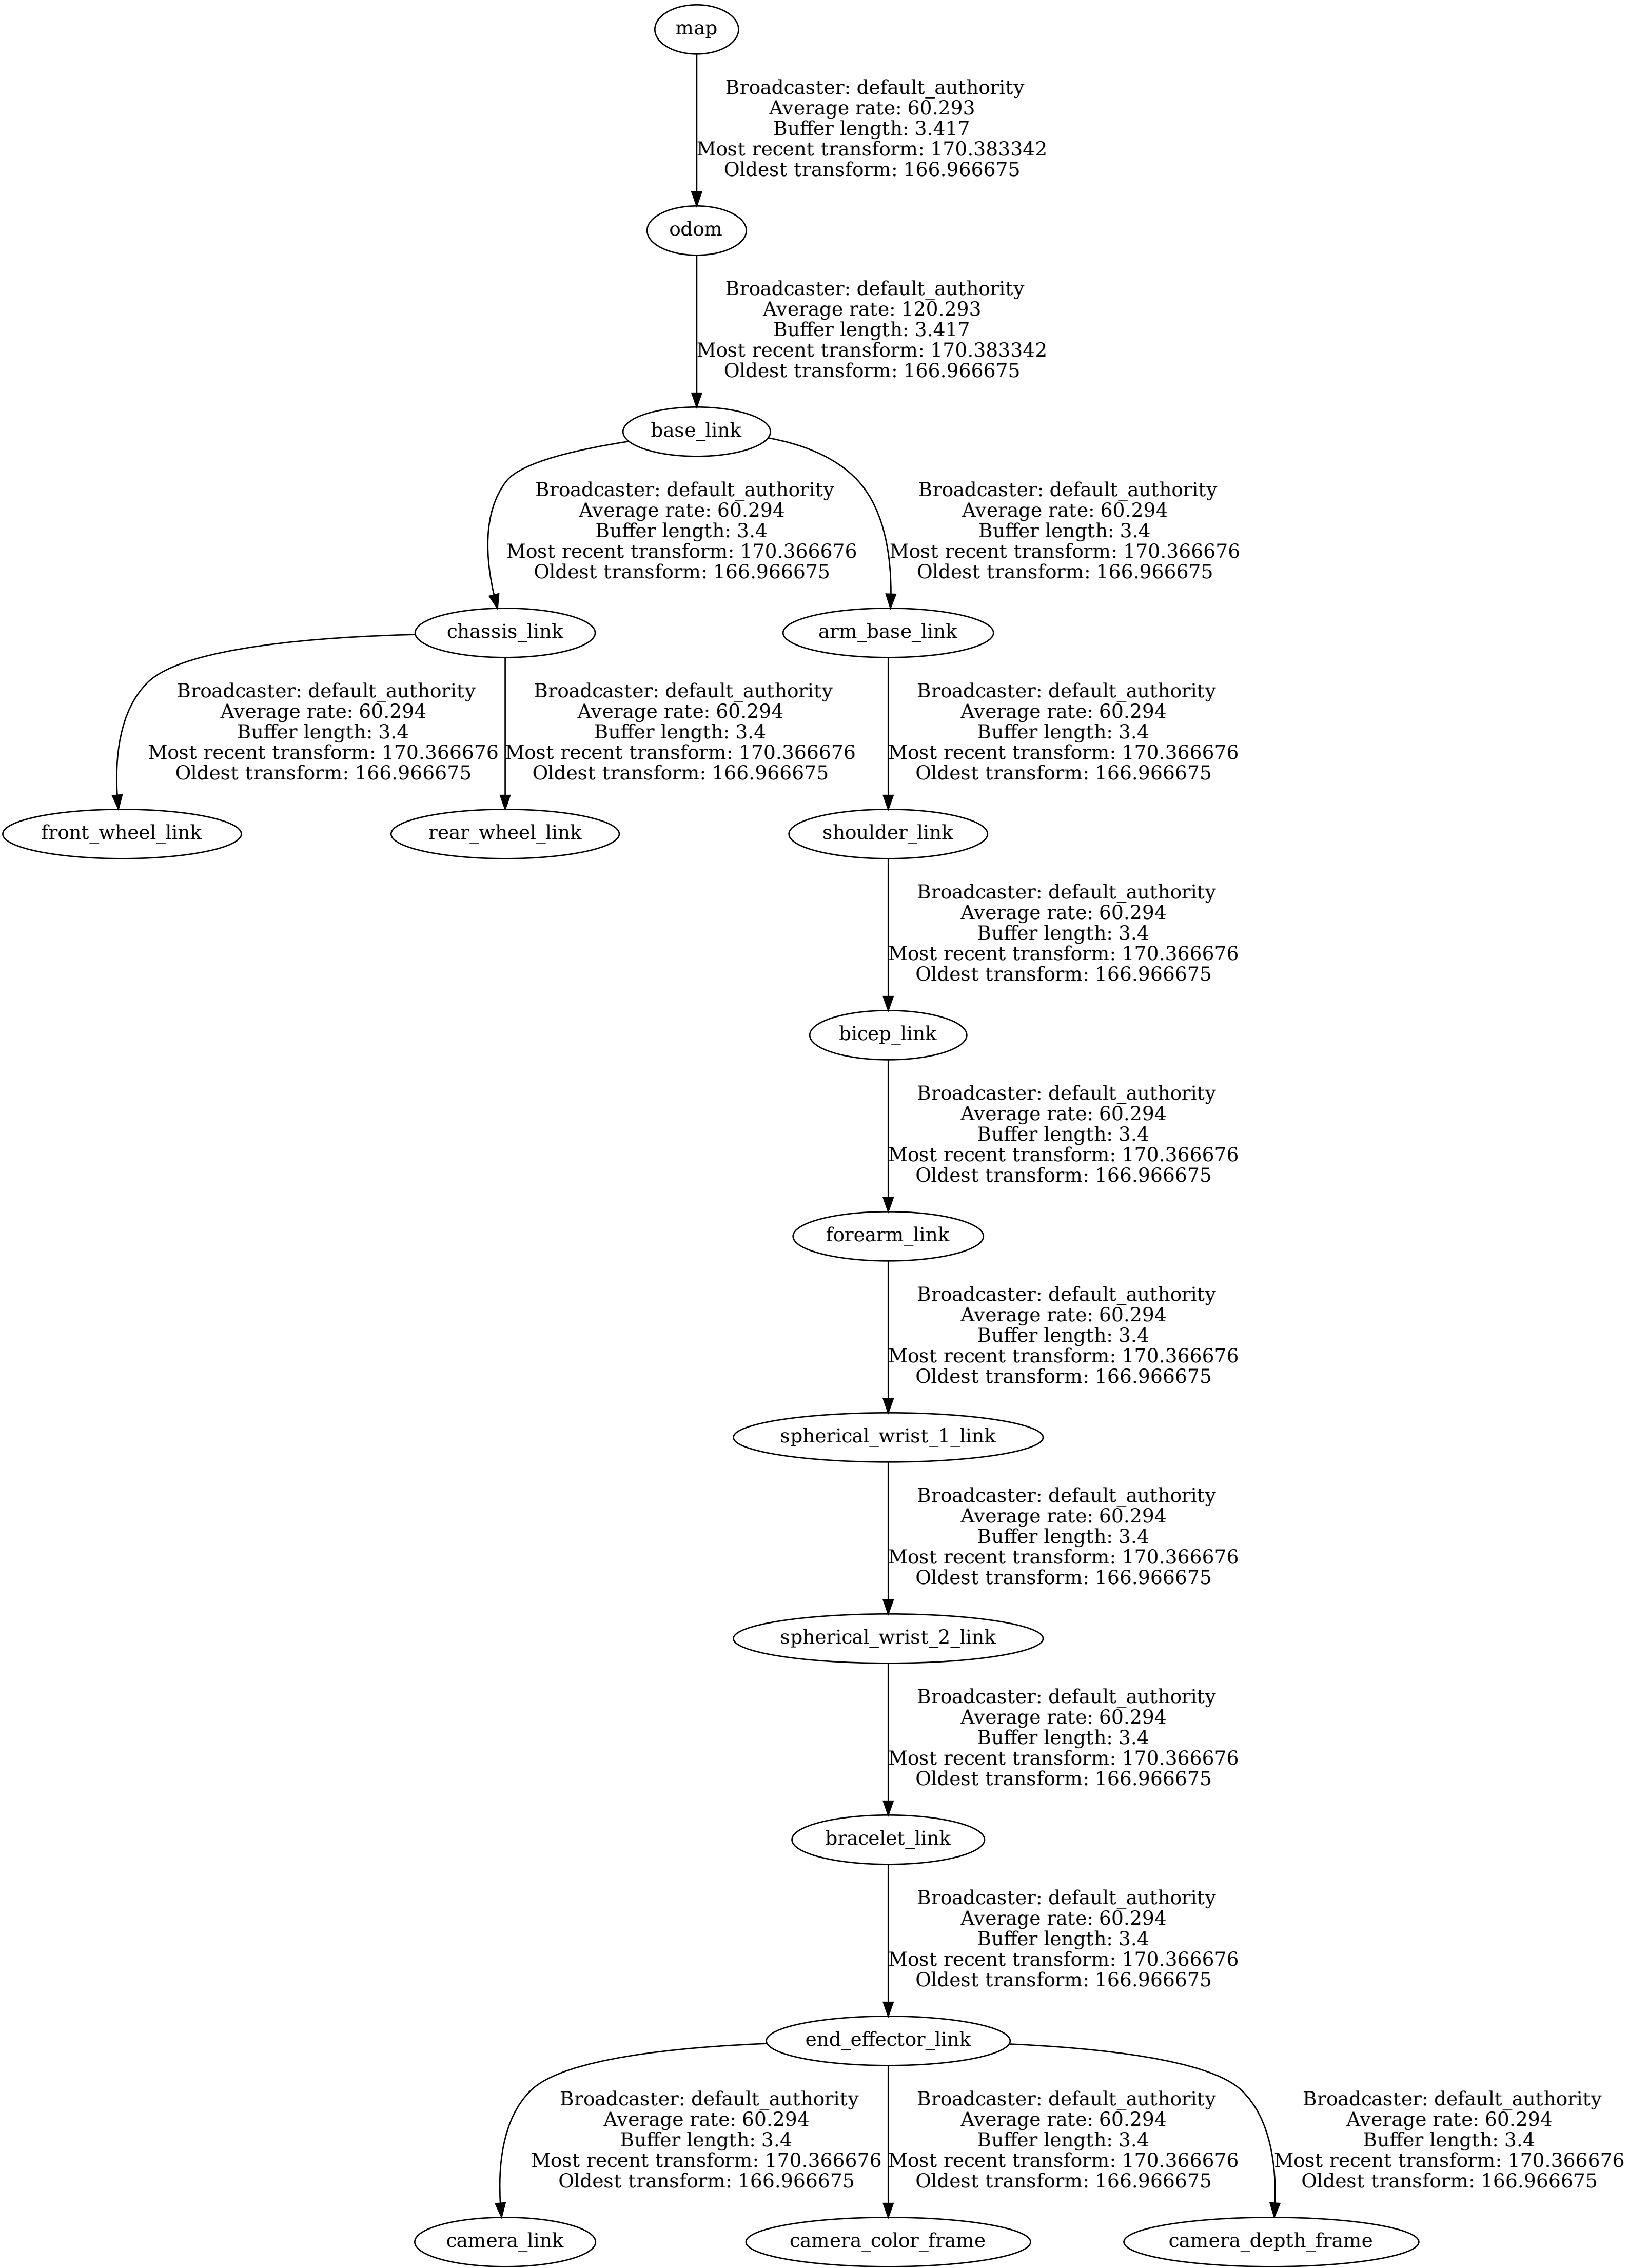 map
Broadcaster: default_authority
Average rate: 60.293
Buffer length: 3.417
Most recent transform: 170.383342
Oldest transform: 166.966675
odom
Broadcaster: default_authority
Average rate: 120.293
Buffer length: 3.417
Most recent transform: 170.383342
Oldest transform: 166.966675
base_link
Broadcaster: default_authority
Average rate: 60.294
Buffer length: 3.4
Most recent transform: 170.366676
Oldest transform: 166.966675
Broadcaster: default_authority
Average rate: 60.294
Buffer length: 3.4
Most recent transform: 170.366676
Oldest transform: 166.966675
chassis_link
arm_base_link
Broadcaster: default_authority
Average rate: 60.294
Buffer length: 3.4
Most recent transform: 170.366676
Oldest transform: 166.966675
Broadcaster: default_authority
Average rate: 60.294
Buffer length: 3.4
Most recent transform: 170.366676
Oldest transform: 166.966675
Broadcaster: default_authority
Average rate: 60.294
Buffer length: 3.4
Most recent transform: 170.366676
Oldest transform: 166.966675
front_wheel_link
rear_wheel_link
shoulder_link
Broadcaster: default_authority
Average rate: 60.294
Buffer length: 3.4
Most recent transform: 170.366676
Oldest transform: 166.966675
bicep_link
Broadcaster: default_authority
Average rate: 60.294
Buffer length: 3.4
Most recent transform: 170.366676
Oldest transform: 166.966675
forearm_link
Broadcaster: default_authority
Average rate: 60.294
Buffer length: 3.4
Most recent transform: 170.366676
Oldest transform: 166.966675
spherical_wrist_1_link
Broadcaster: default_authority
Average rate: 60.294
Buffer length: 3.4
Most recent transform: 170.366676
Oldest transform: 166.966675
spherical_wrist_2_link
Broadcaster: default_authority
Average rate: 60.294
Buffer length: 3.4
Most recent transform: 170.366676
Oldest transform: 166.966675
bracelet_link
Broadcaster: default_authority
Average rate: 60.294
Buffer length: 3.4
Most recent transform: 170.366676
Oldest transform: 166.966675
end_effector_link
Broadcaster: default_authority
Average rate: 60.294
Buffer length: 3.4
Most recent transform: 170.366676
Oldest transform: 166.966675
Broadcaster: default_authority
Average rate: 60.294
Buffer length: 3.4
Most recent transform: 170.366676
Oldest transform: 166.966675
Broadcaster: default_authority
Average rate: 60.294
Buffer length: 3.4
Most recent transform: 170.366676
Oldest transform: 166.966675
camera_link
camera_color_frame
camera_depth_frame